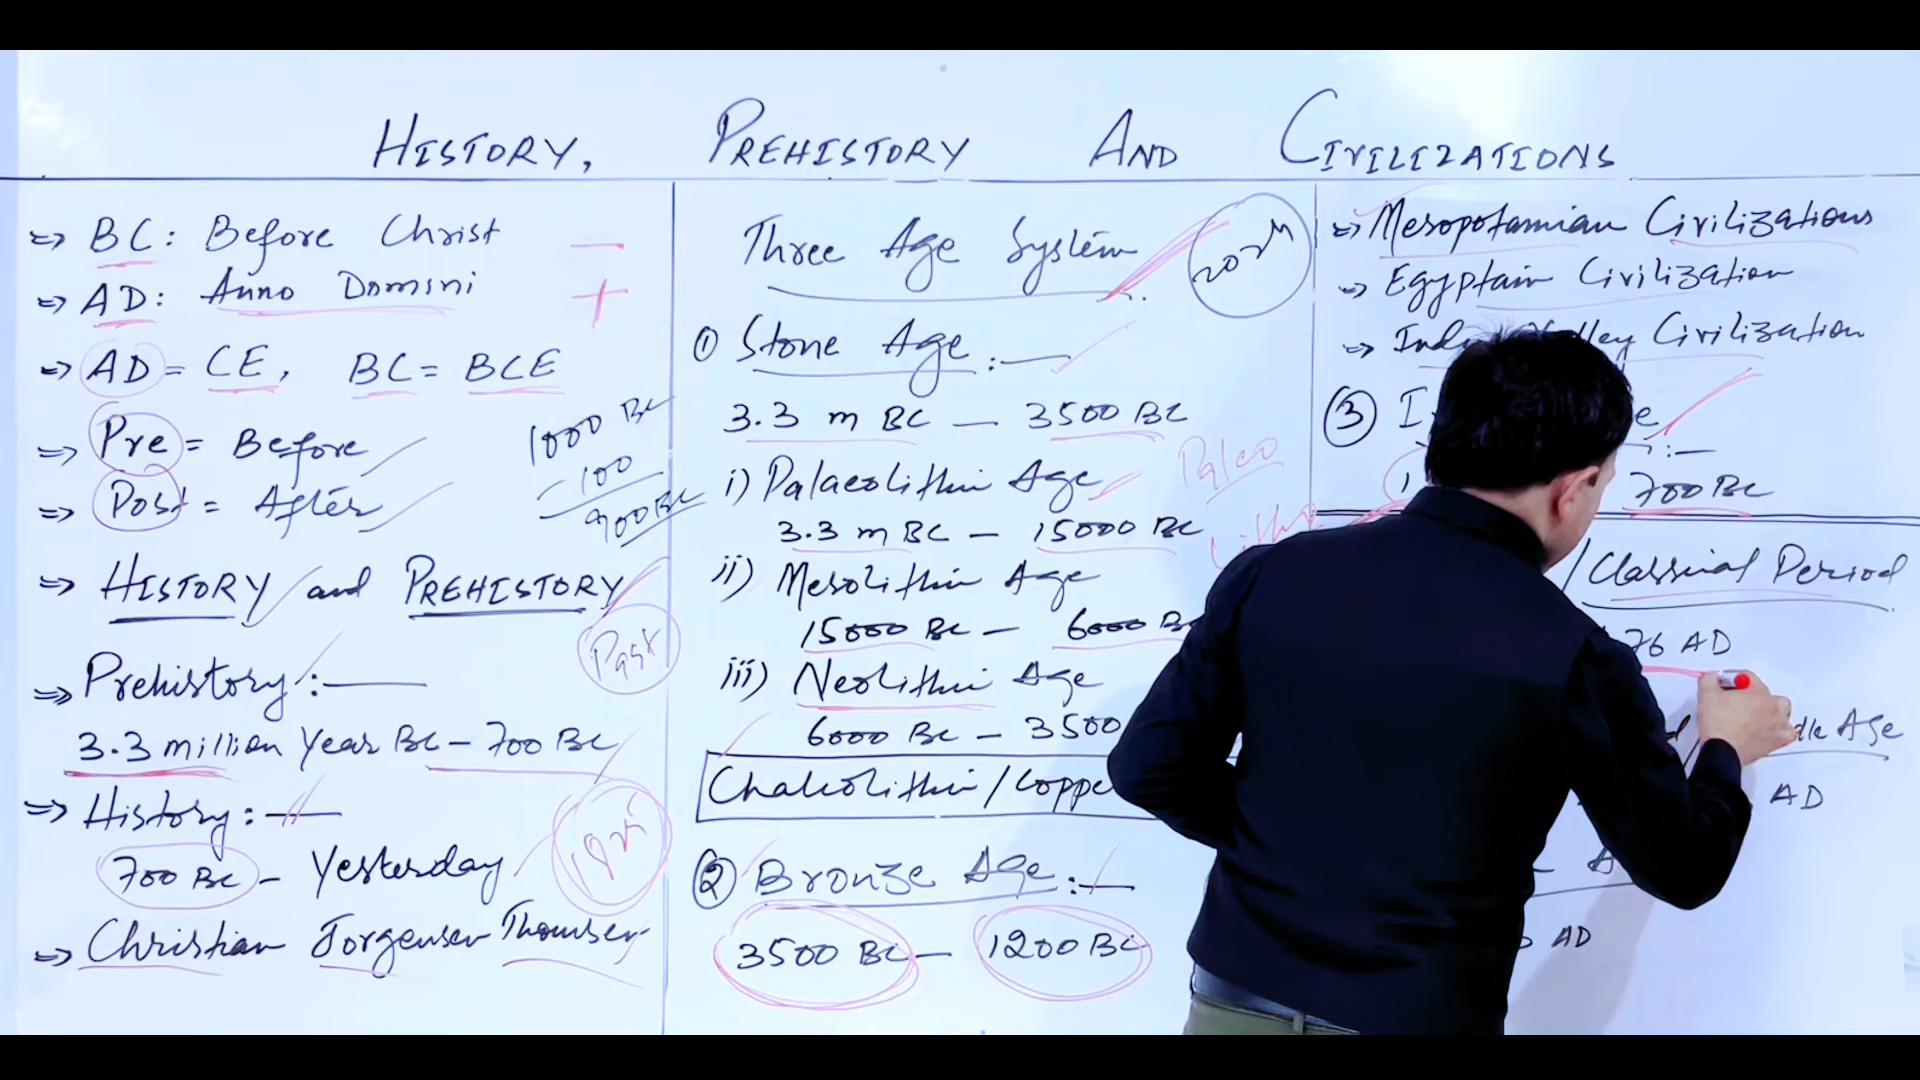 HISTORY, PREHISTORY AND CIVILIZATIONS
⇒ BC: Before Christ —
⇒ AD: Anno Domini +
⇒ AD = CE, BC = BCE
⇒ Pre = Before
⇒ Post = After
1000 BC
- 100
900 BC
⇒ HISTORY and PREHISTORY
Past
⇒ Prehistory :—
3.3 million Year BC – 700 BC
⇒ History :—
700 BC – Yesterday
⇒ Christian Jorgensen Thomsen
Three Age System
① Stone Age :—
3.3 m BC — 3500 BC
i) Palaeolithic Age
Paleo
Litho
3.3 m BC — 15000 BC
ii) Mesolithic Age
15000 BC — 6000 BC
iii) Neolithic Age
6000 BC – 3500
Chalcolithic/Coppe
② Bronze Age :—
3500 BC — 1200 BC
⇒ Mesopotamian Civilizations
⇒ Egyptain Civilization
⇒ Civilization
③
700 BC
/Classical Period
76 AD
Age
AD
AD